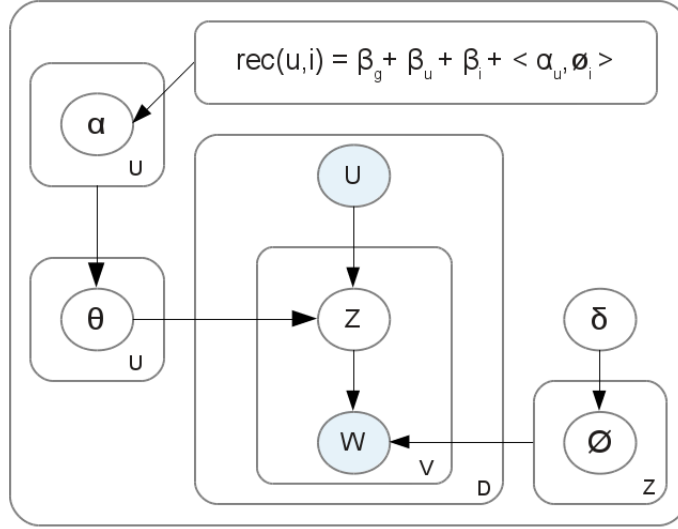 rec(u,i) = β_g + β_u + β_i + < α_u, ø_i >
α
U
U
θ
U
Z
δ
W
Ø
V
D
Z